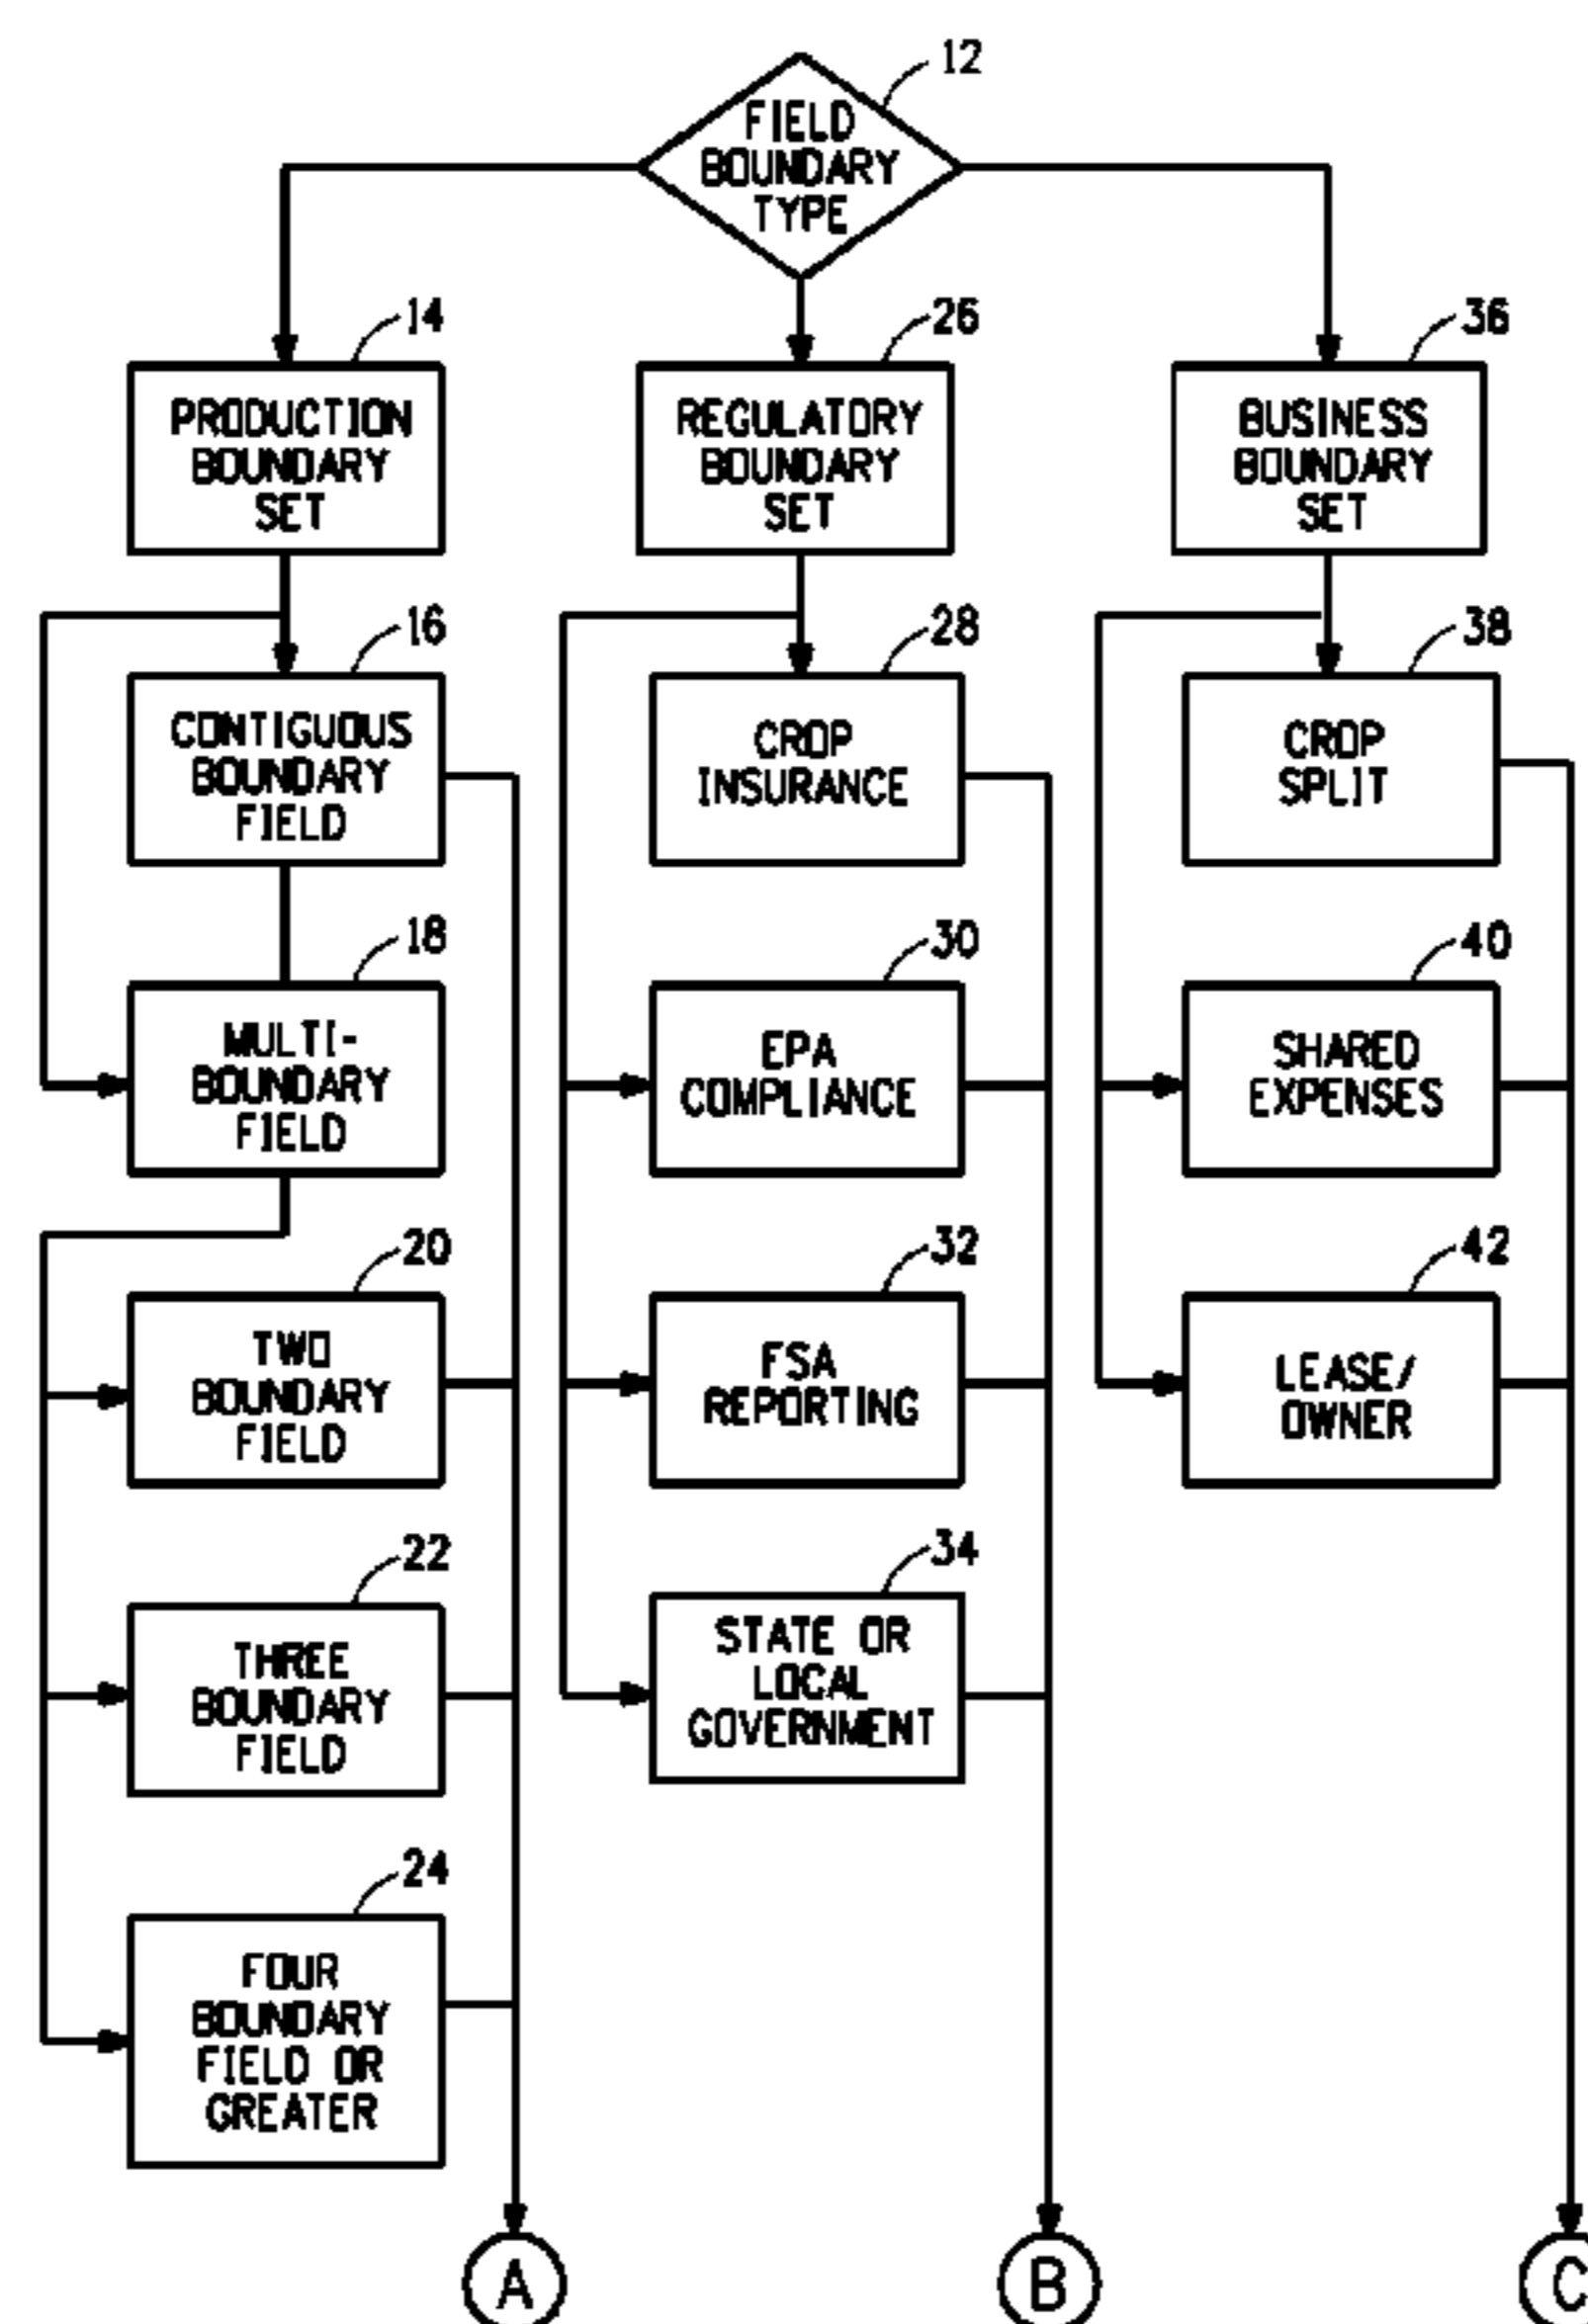 12
FIELD
BOUNDARY
TYPE
14
PRODUCTION
BOUNDARY
SET
26
REGULATORY
BOUNDARY
SET
36
BUSINESS
BOUNDARY
SET
16
CONTIGUOUS
BOUNDARY
FIELD
28
CROP
INSURANCE
38
CROP
SPLIT
18
MULTI-
BOUNDARY
FIELD
30
EPA
COMPLIANCE
40
SHARED
EXPENSES
20
TWO
BOUNDARY
FIELD
32
FSA
REPORTING
42
LEASE/
OWNER
22
THREE
BOUNDARY
FIELD
34
STATE OR
LOCAL
GOVERNMENT
24
FOUR
BOUNDARY
FIELD OR
GREATER
A
B
C